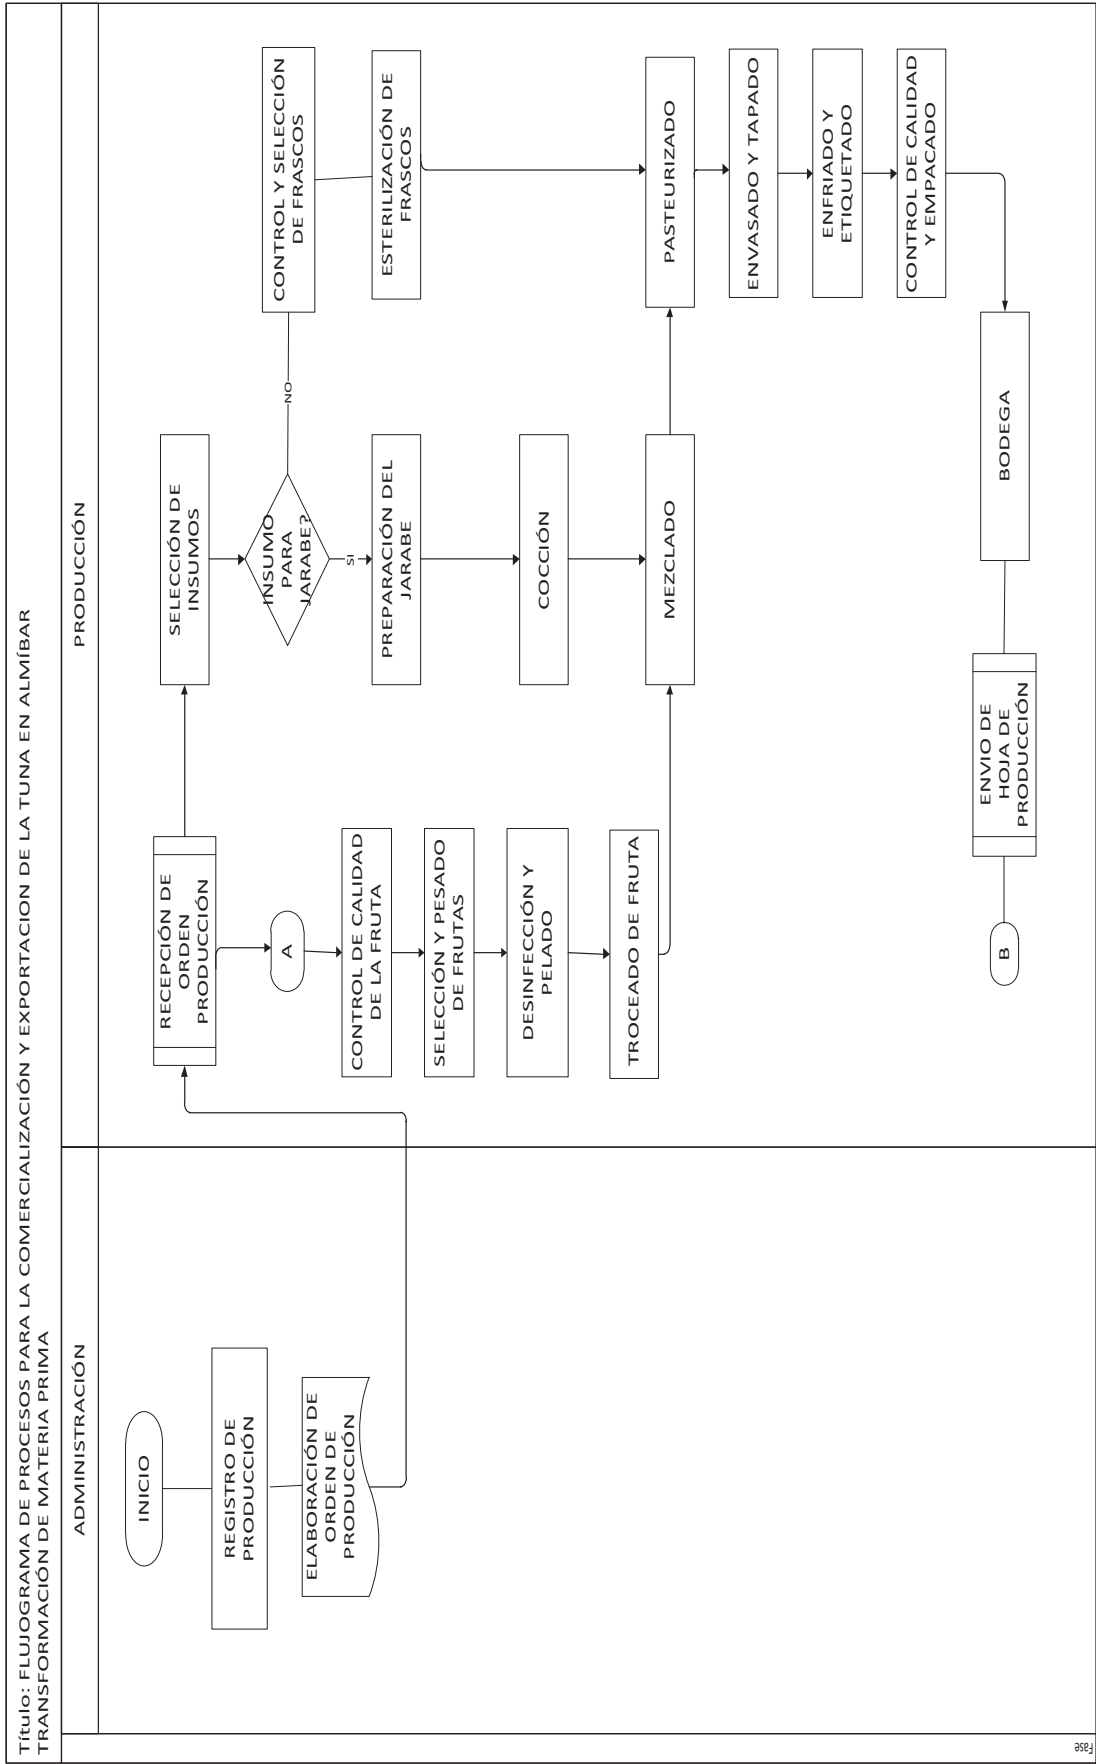 Título: FLUJOGRAMA DE PROCESOS PARA LA COMERCIALIZACIÓN Y EXPORTACION DE LA TUNA EN ALMÍBAR
TRANSFORMACIÓN DE MATERIA PRIMA
ADMINISTRACIÓN
PRODUCCIÓN
INICIO
REGISTRO DE
PRODUCCIÓN
ELABORACIÓN DE
ORDEN DE
PRODUCCIÓN
RECEPCIÓN DE
ORDEN
PRODUCCIÓN
A
CONTROL DE CALIDAD
DE LA FRUTA
SELECCIÓN Y PESADO
DE FRUTAS
DESINFECCIÓN Y
PELADO
TROCEADO DE FRUTA
SELECCIÓN DE
INSUMOS
INSUMO
PARA
JARABE?
NO
SI
PREPARACIÓN DEL
JARABE
COCCIÓN
MEZCLADO
CONTROL Y SELECCIÓN
DE FRASCOS
ESTERILIZACIÓN DE
FRASCOS
PASTEURIZADO
ENVASADO Y TAPADO
ENFRIADO Y
ETIQUETADO
CONTROL DE CALIDAD
Y EMPACADO
BODEGA
ENVIO DE
HOJA DE
PRODUCCIÓN
B
Fase